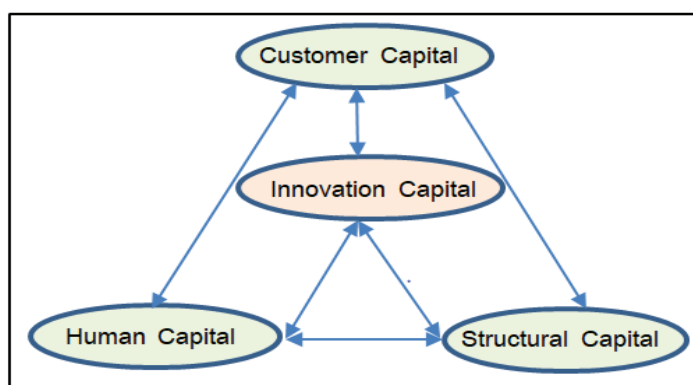 Customer Capital
Innovation Capital
Human Capital
Structural Capital